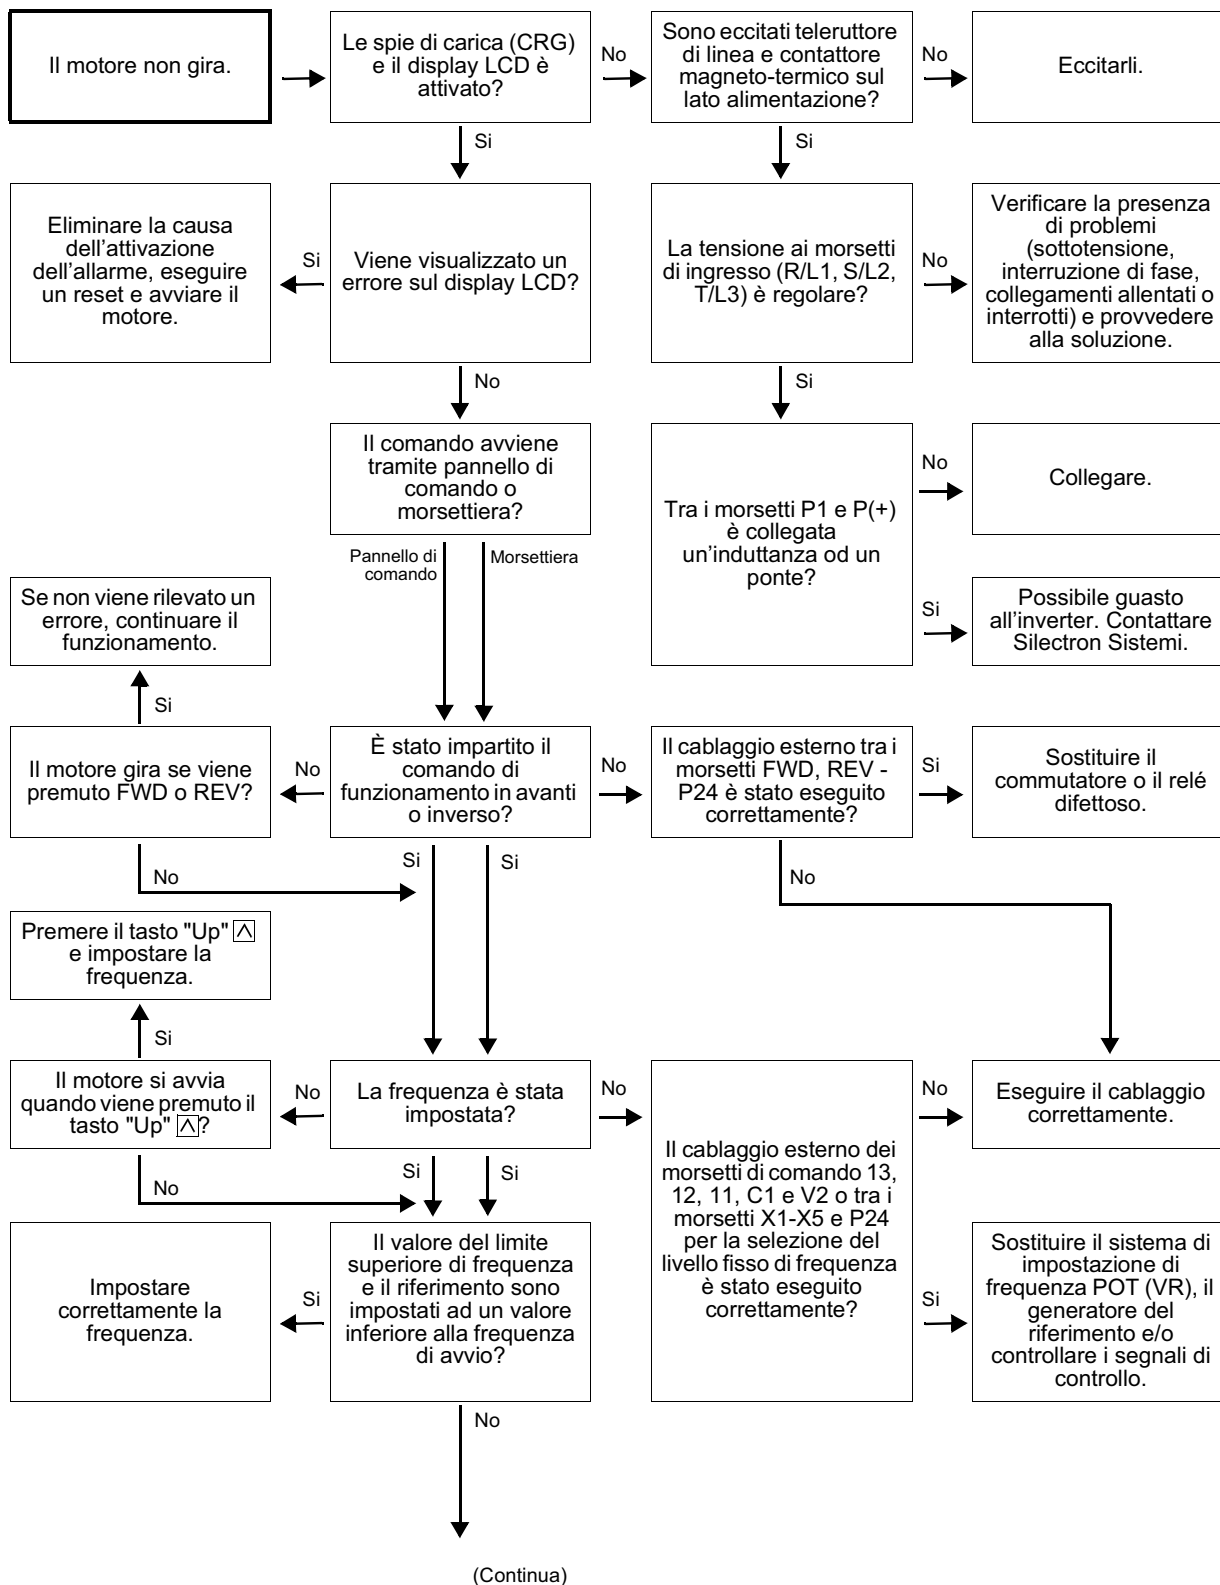 Il motore non gira.
Le spie di carica (CRG)
e il display LCD è
attivato?
No
Sono eccitati teleruttore
di linea e contattore
magneto-termico sul
lato alimentazione?
No
Eccitarli.
Si
Si
Eliminare la causa
dell'attivazione
dell'allarme, eseguire
un reset e avviare il
motore.
Si
Viene visualizzato un
errore sul display LCD?
La tensione ai morsetti
di ingresso (R/L1, S/L2,
T/L3) è regolare?
No
Verificare la presenza
di problemi
(sottotensione,
interruzione di fase,
collegamenti allentati o
interrotti) e provvedere
alla soluzione.
No
Si
Il comando avviene
tramite pannello di
comando o
morsettiera?
Tra i morsetti P1 e P(+)
è collegata
un'induttanza od un
ponte?
No
Collegare.
Pannello di
comando
Morsettiera
Si
Possibile guasto
all'inverter. Contattare
Silectron Sistemi.
Se non viene rilevato un
errore, continuare il
funzionamento.
Si
Il motore gira se viene
premuto FWD o REV?
No
È stato impartito il
comando di
funzionamento in avanti
o inverso?
No
Il cablaggio esterno tra i
morsetti FWD, REV -
P24 è stato eseguito
correttamente?
Si
Sostituire il
commutatore o il relé
difettoso.
No
Si
Si
No
Premere il tasto "Up" ∧
e impostare la
frequenza.
Si
Il motore si avvia
quando viene premuto il
tasto "Up" ∧?
No
La frequenza è stata
impostata?
No
Il cablaggio esterno dei
morsetti di comando 13,
12, 11, C1 e V2 o tra i
morsetti X1-X5 e P24
per la selezione del
livello fisso di frequenza
è stato eseguito
correttamente?
No
Eseguire il cablaggio
correttamente.
No
Si
Si
Impostare
correttamente la
frequenza.
Si
Il valore del limite
superiore di frequenza
e il riferimento sono
impostati ad un valore
inferiore alla frequenza
di avvio?
Si
Sostituire il sistema di
impostazione di
frequenza POT (VR), il
generatore del
riferimento e/o
controllare i segnali di
controllo.
No
(Continua)